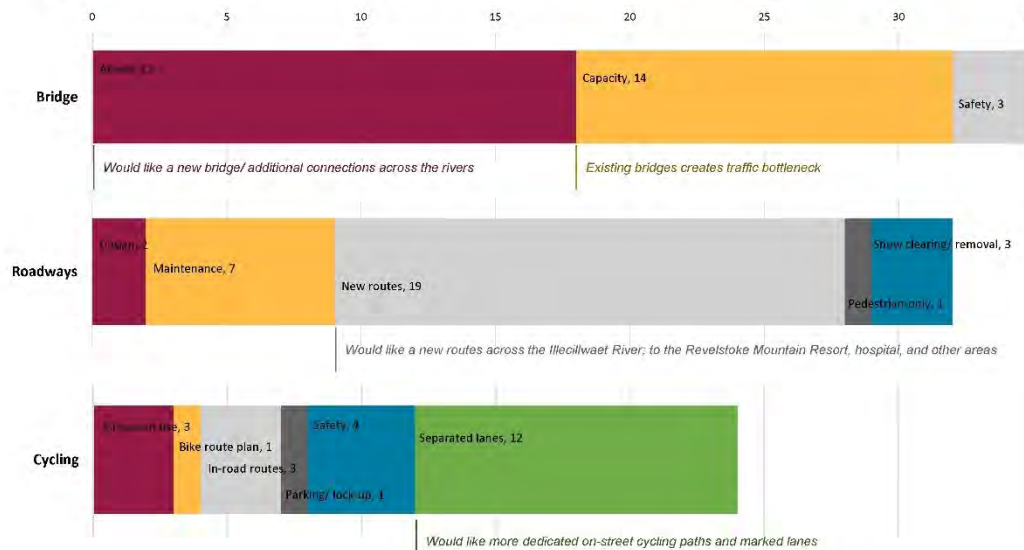 0 5 10 15 20 25 30
Bridge
Capacity, 14
Safety, 3
Would like a new bridge/ additional connections across the rivers
Existing bridges creates traffic bottleneck
Roadways
Design, 2
Maintenance, 7
New routes, 19
Snow clearing/ removal, 3
Pedestrian only, 1
Would like a new routes across the Illecillwaet River; to the Revelstoke Mountain Resort, hospital, and other areas
Cycling
use, 3
Bike route plan, 1
In-road routes, 3
Parking/ lock up, 1
Safety, 4
Separated lanes, 12
Would like more dedicated on-street cycling paths and marked lanes